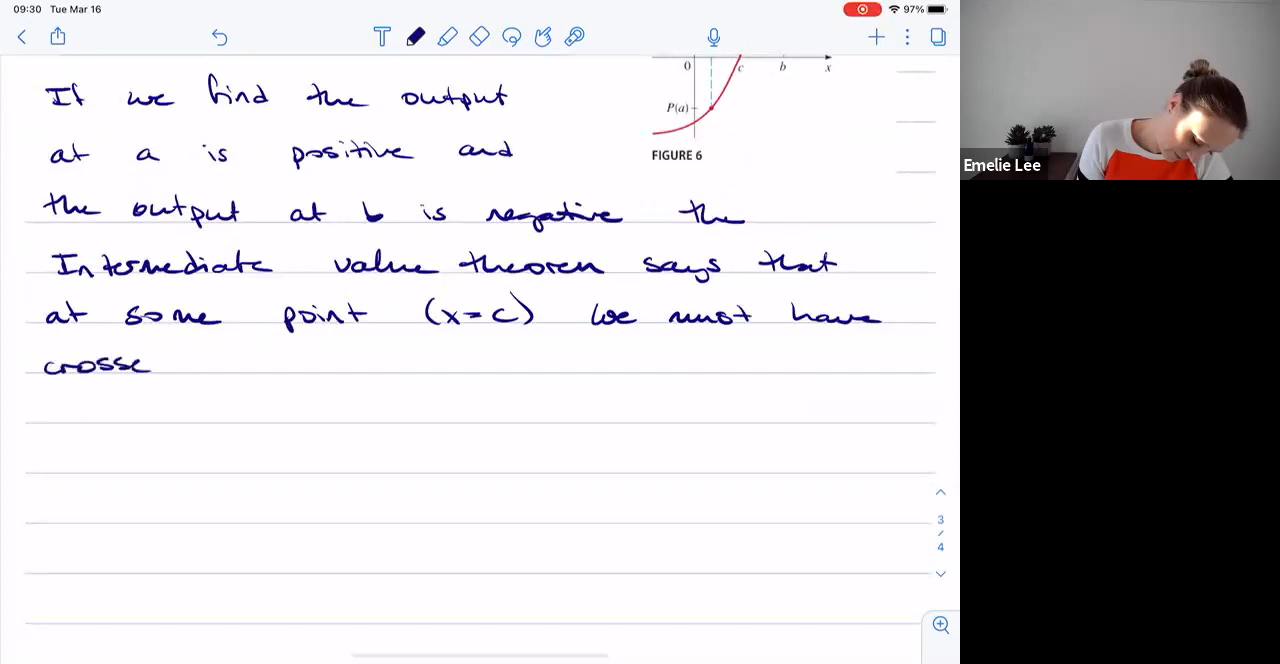 09:30 Tue Mar 16
97%
0 c b x
P(a)
FIGURE 6
If we find the output
at a is positive and
the output at b is negative the
Intermediate value theorem says that
at some point (x=c) we must have
crosse
3
/
4
Emelie Lee